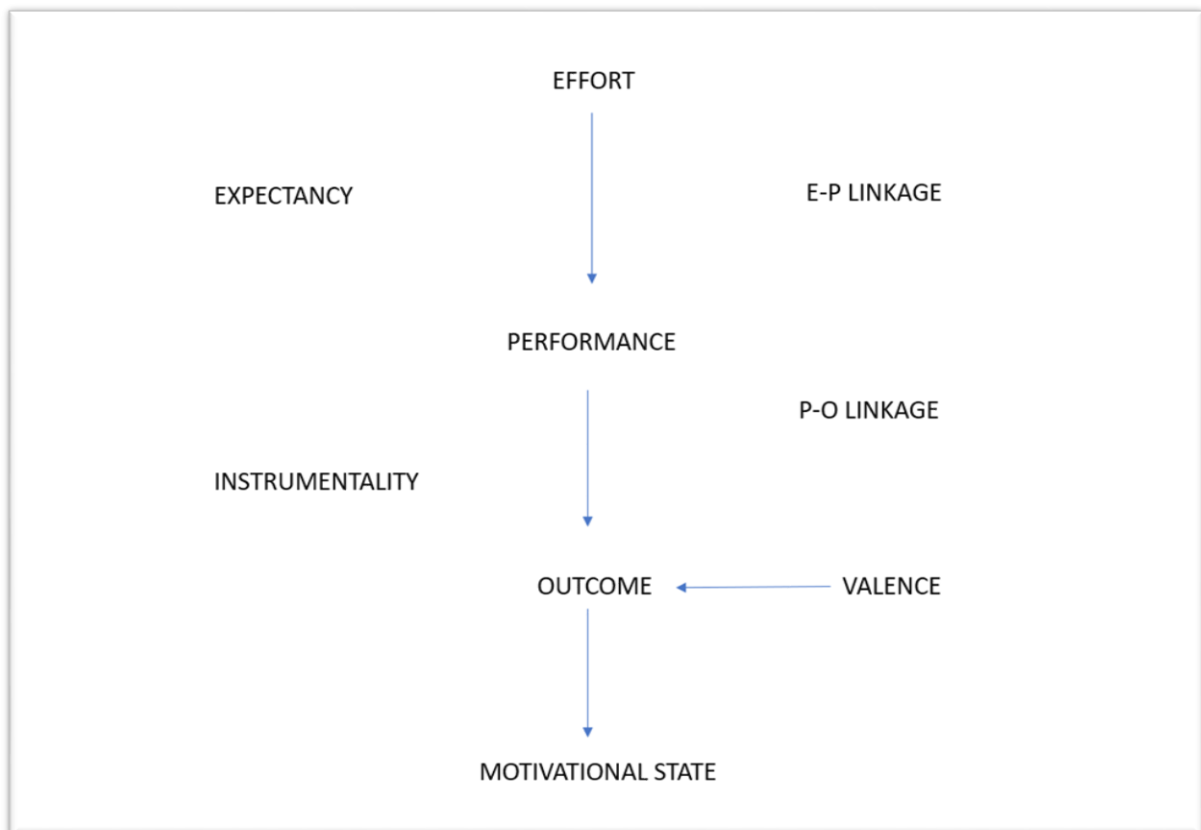 EFFORT
EXPECTANCY
E-P LINKAGE
PERFORMANCE
P-O LINKAGE
INSTRUMENTALITY
OUTCOME
VALENCE
MOTIVATIONAL STATE